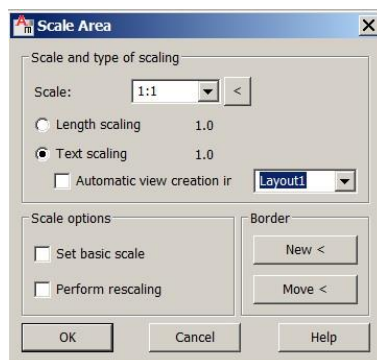 Scale Area
Scale and type of scaling
Scale: 1:1 <
Length scaling 1.0
Text scaling 1.0
Automatic view creation ir Layout1
Scale options
Border
Set basic scale
New <
Perform rescaling
Move <
OK Cancel Help